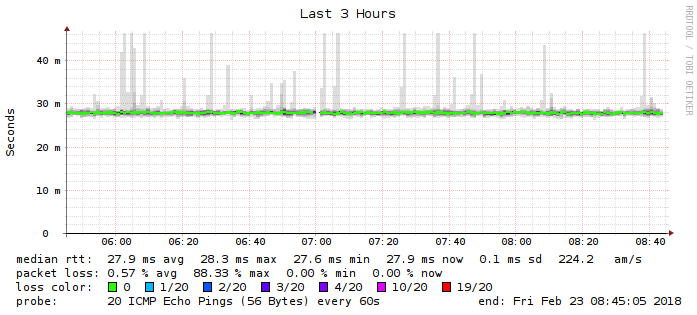 Last 3 Hours
RRDTOOL / TOBI OETIKER
Seconds
40 m
30 m
20 m
10 m
0
06:00 06:20 06:40 07:00 07:20 07:40 08:00 08:20 08:40
median rtt: 27.9 ms avg 28.3 ms max 27.6 ms min 27.9 ms now 0.1 ms sd 224.2 am/s
packet loss: 0.57 % avg 88.33 % max 0.00 % min 0.00 % now
loss color: 0 1/20 2/20 3/20 4/20 10/20 19/20
probe: 20 ICMP Echo Pings (56 Bytes) every 60s end: Fri Feb 23 08:45:05 2018